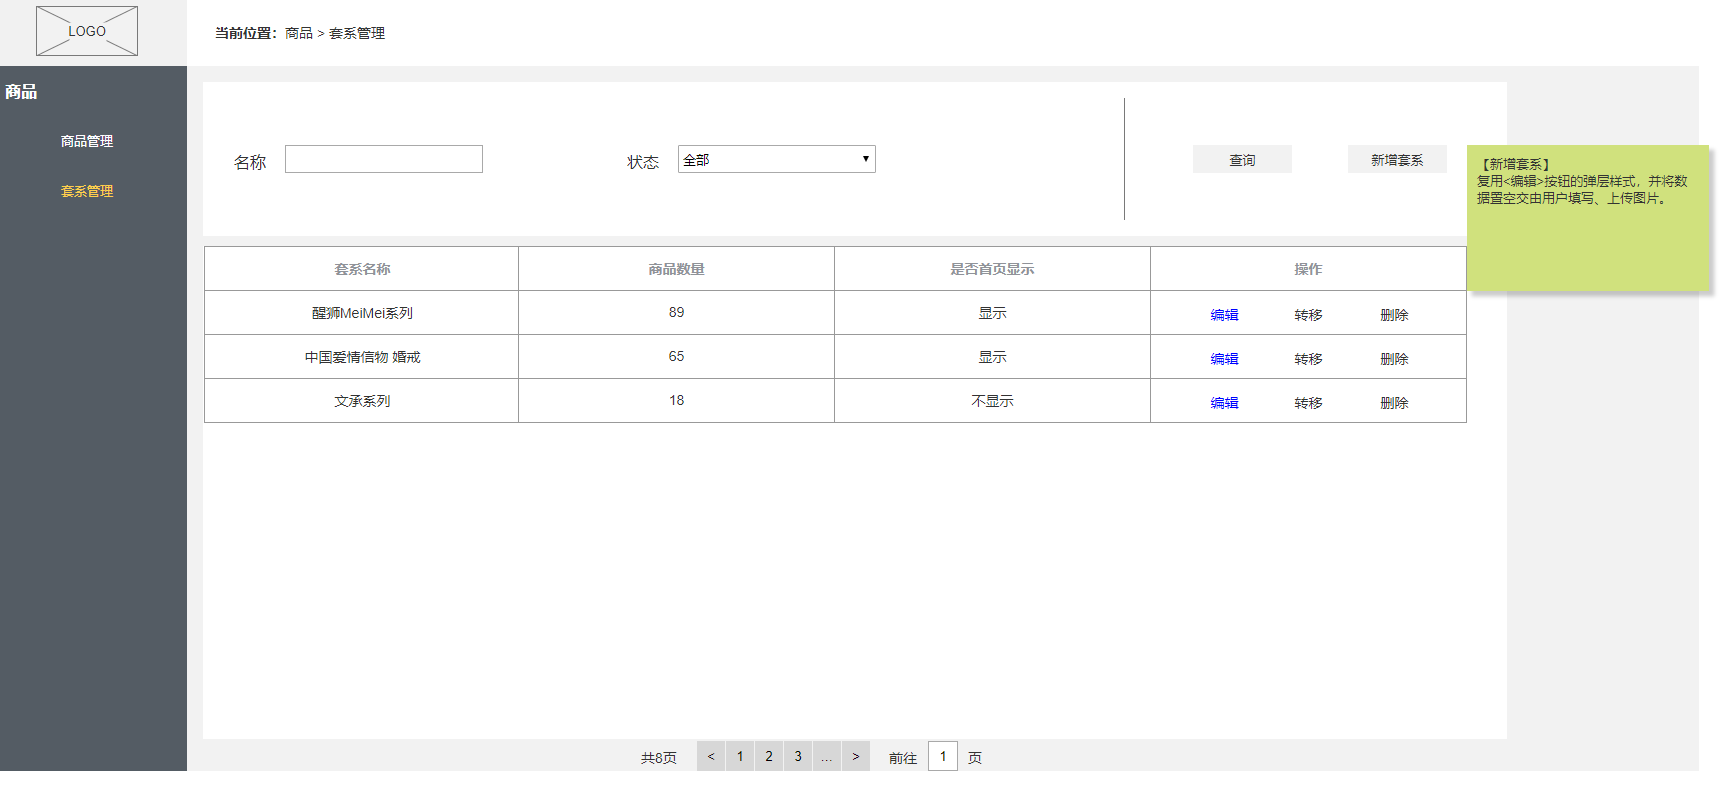 LOGO
当前位置：商品 > 套系管理
商品
商品管理
套系管理
名称
状态 全部
查询
新增套系
【新增套系】
复用<编辑>按钮的弹层样式，并将数
据置空交由用户填写、上传图片。
套系名称 商品数量 是否首页显示 操作
醒狮MeiMei系列 89 显示 编辑 转移 删除
中国爱情信物 婚戒 65 显示 编辑 转移 删除
文承系列 18 不显示 编辑 转移 删除
共8页 < 1 2 3 ... > 前往 1 页